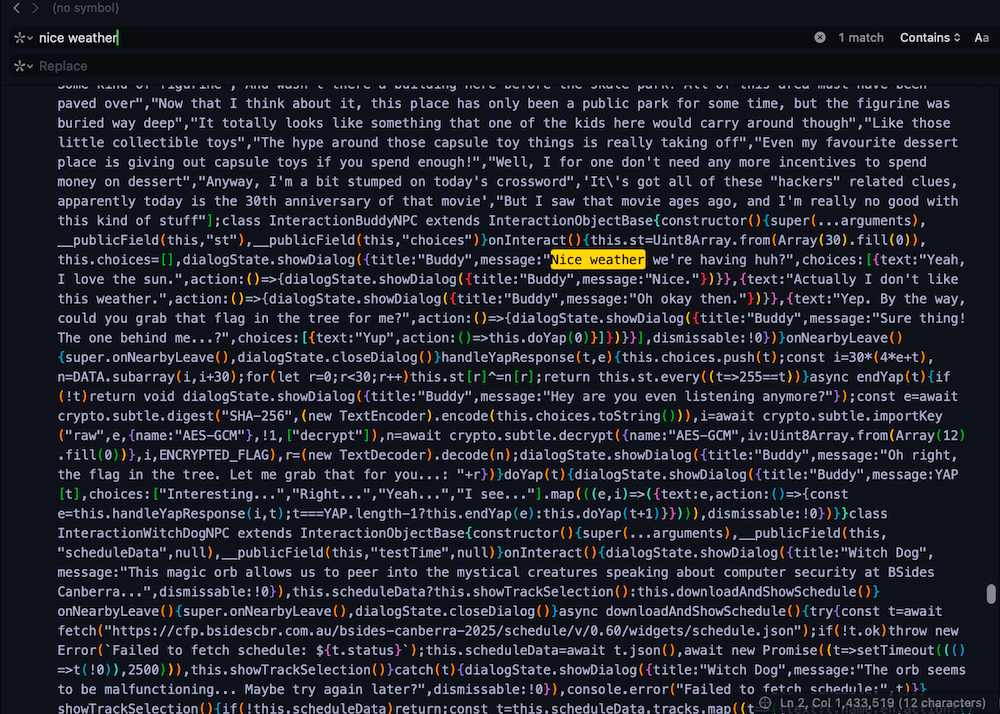 (no symbol)
nice weather
1 match
Contains
Aa
Replace
Some kind of figurine","And wasn't there a building here before the skate park? All of this area must have been
paved over","Now that I think about it, this place has only been a public park for some time, but the figurine was
buried way deep","It totally looks like something that one of the kids here would carry around though","Like those
little collectible toys","The hype around those capsule toy things is really taking off","Even my favourite dessert
place is giving out capsule toys if you spend enough!","Well, I for one don't need any more incentives to spend
money on dessert","Anyway, I'm a bit stumped on today's crossword",'It\'s got all of these "hackers" related clues,
apparently today is the 30th anniversary of that movie',"But I saw that movie ages ago, and I'm really no good with
this kind of stuff"];class InteractionBuddyNPC extends InteractionObjectBase{constructor(){super(...arguments),
__publicField(this,"st"),__publicField(this,"choices")}onInteract(){this.st=Uint8Array.from(Array(30).fill(0)),
this.choices=[],dialogState.showDialog({title:"Buddy",message:"Nice weather we're having huh?",choices:[{text:"Yeah,
I love the sun.",action:()=>{dialogState.showDialog({title:"Buddy",message:"Nice."})}},{text:"Actually I don't like
this weather.",action:()=>{dialogState.showDialog({title:"Buddy",message:"Oh okay then."})}},{text:"Yep. By the way,
could you grab that flag in the tree for me?",action:()=>{dialogState.showDialog({title:"Buddy",message:"Sure thing!
The one behind me...?",choices:[{text:"Yup",action:()=>this.doYap(0)}]})}}],dismissable:!0})}onNearbyLeave()
{super.onNearbyLeave(),dialogState.closeDialog()}handleYapResponse(t,e){this.choices.push(t);const i=30*(4*e+t),
n=DATA.subarray(i,i+30);for(let r=0;r<30;r++)this.st[r]^=n[r];return this.st.every((t=>255==t))}async endYap(t){if
(!t)return void dialogState.showDialog({title:"Buddy",message:"Hey are you even listening anymore?"});const e=await
crypto.subtle.digest("SHA-256",(new TextEncoder).encode(this.choices.toString())),i=await crypto.subtle.importKey
("raw",e,{name:"AES-GCM"},!1,["decrypt"]),n=await crypto.subtle.decrypt({name:"AES-GCM",iv:Uint8Array.from(Array(12)
.fill(0))},i,ENCRYPTED_FLAG),r=(new TextDecoder).decode(n);dialogState.showDialog({title:"Buddy",message:"Oh right,
the flag in the tree. Let me grab that for you...: "+r})}doYap(t){dialogState.showDialog({title:"Buddy",message:YAP
[t],choices:["Interesting...","Right...","Yeah...","I see..."].map(((e,i)=>({text:e,action:()=>{const
e=this.handleYapResponse(i,t);t===YAP.length-1?this.endYap(e):this.doYap(t+1)}}))),dismissable:!0})}}class
InteractionWitchDogNPC extends InteractionObjectBase{constructor(){super(...arguments),__publicField(this,
"scheduleData",null),__publicField(this,"testTime",null)}onInteract(){dialogState.showDialog({title:"Witch Dog",
message:"This magic orb allows us to peer into the mystical creatures speaking about computer security at BSides
Canberra...",dismissable:!0}),this.scheduleData?this.showTrackSelection():this.downloadAndShowSchedule()}
onNearbyLeave(){super.onNearbyLeave(),dialogState.closeDialog()}async downloadAndShowSchedule(){try{const t=await
fetch("https://cfp.bsidescbr.com.au/bsides-canberra-2025/schedule/v/0.60/widgets/schedule.json");if(!t.ok)throw new
Error(`Failed to fetch schedule: ${t.status}`);this.scheduleData=await t.json(),await new Promise((t=>setTimeout((()
=>t(!0)),2500))),this.showTrackSelection()}catch(t){dialogState.showDialog({title:"Witch Dog",message:"The orb seems
to be malfunctioning... Maybe try again later?",dismissable:!0}),console.error("Failed to fetch schedule:",t)}}
showTrackSelection(){if(!this.scheduleData)return;const t=this.scheduleData.tracks.map((t=>
Ln 2, Col 1,433,519 (12 characters)